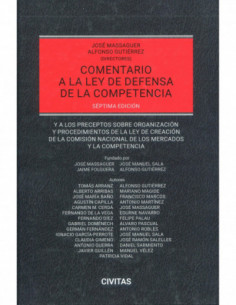 JOSÉ MASSAGUER
ALFONSO GUTIÉRREZ
(DIRECTORES)
COMENTARIO
A LA LEY DE DEFENSA
DE LA COMPETENCIA
SÉPTIMA EDICIÓN
Y A LOS PRECEPTOS SOBRE ORGANIZACIÓN
Y PROCEDIMIENTOS DE LA LEY DE CREACIÓN
DE LA COMISIÓN NACIONAL DE LOS MERCADOS
Y LA COMPETENCIA
Fundado por
JOSÉ MASSAGUER JOSÉ MANUEL SALA
JAIME FOLGUERA ALFONSO GUTIÉRREZ
Autores
TOMÁS ARRANZ ALFONSO GUTIÉRREZ
ALBERTO MARIANO
JOSÉ MARÍA BAÑO FRANCISCO MARCOS
AGUSTÍN CAPILLA ANTONIO MARTÍNEZ
CARMEN M. CERDÁ JOSÉ MASSAGUER
FERNANDO DE LA VEGA EDURNE NAVARRO
FERNANDO DÍEZ FELIPE PALAU
GABRIEL DOMÉNECH ÁLVARO PASCUAL
GERMÁN FERNÁNDEZ ANTONIO ROBLES
IGNACIO GARCÍA PERROTE JOSÉ MANUEL SALA
CLAUDIA GIMENO JOSÉ RAMÓN SALELLES
ANTONIO GUERRA DANIEL SARMIENTO
JAVIER GUILLÉN MANUEL VÉLEZ
PATRICIA VIDAL
CIVITAS